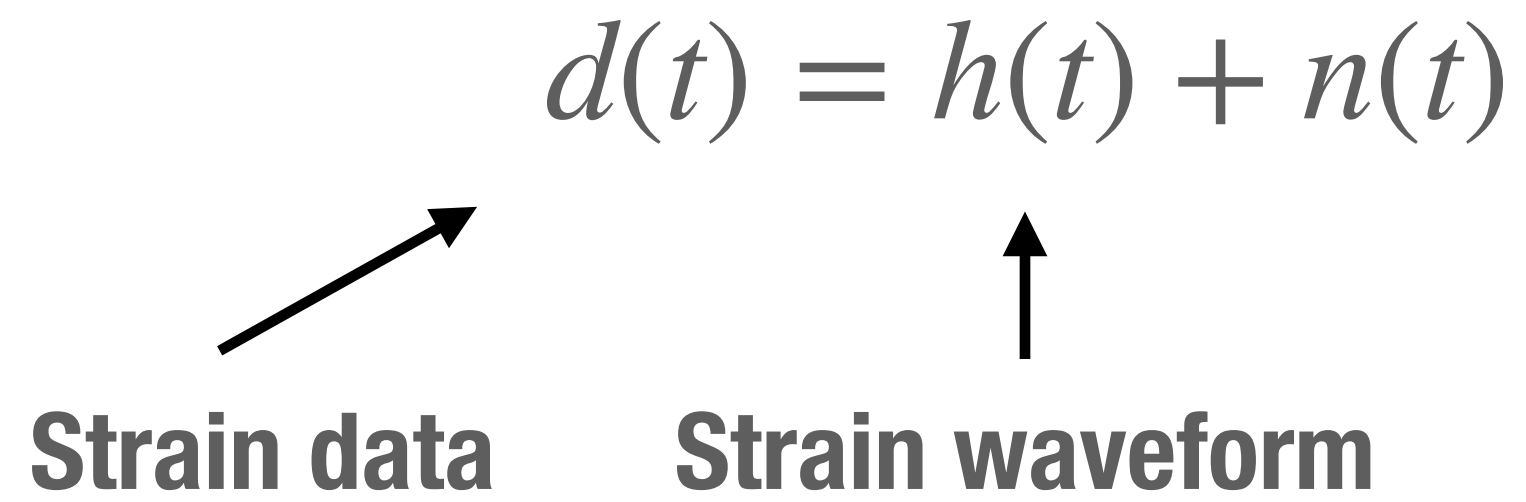 d(t) = h(t) + n(t)
Strain data Strain waveform